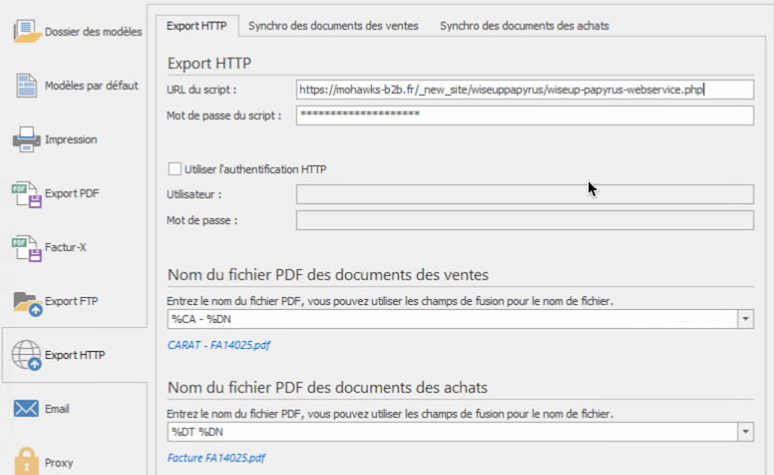 Dossier des modèles
Modèles par défaut
Impression
Export PDF
Factur-X
Export FTP
Export HTTP
Email
Proxy
Export HTTP
Synchro des documents des ventes
Synchro des documents des achats
Export HTTP
URL du script : https://mohawks-b2b.fr/_new_site/wiseuppapyrus/wiseup-papyrus-webservice.php
Mot de passe du script : ********************
Utiliser l'authentification HTTP
Utilisateur :
Mot de passe :
Nom du fichier PDF des documents des ventes
Entrez le nom du fichier PDF, vous pouvez utiliser les champs de fusion pour le nom de fichier.
%CA - %DN
CARAT - FA14025.pdf
Nom du fichier PDF des documents des achats
Entrez le nom du fichier PDF, vous pouvez utiliser les champs de fusion pour le nom de fichier.
%DT %DN
Facture FA14025.pdf